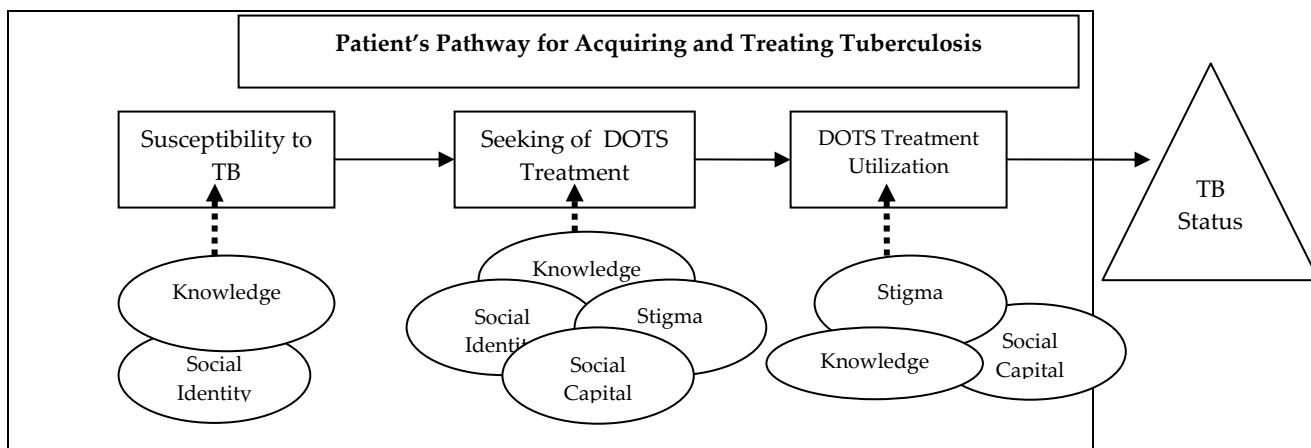 Patient's Pathway for Acquiring and Treating Tuberculosis
Susceptibility to
TB
Seeking of DOTS
Treatment
DOTS Treatment
Utilization
TB
Status
Knowledge
Social
Identity
Knowledge
Social
Identity
Stigma
Social
Capital
Stigma
Knowledge
Social
Capital